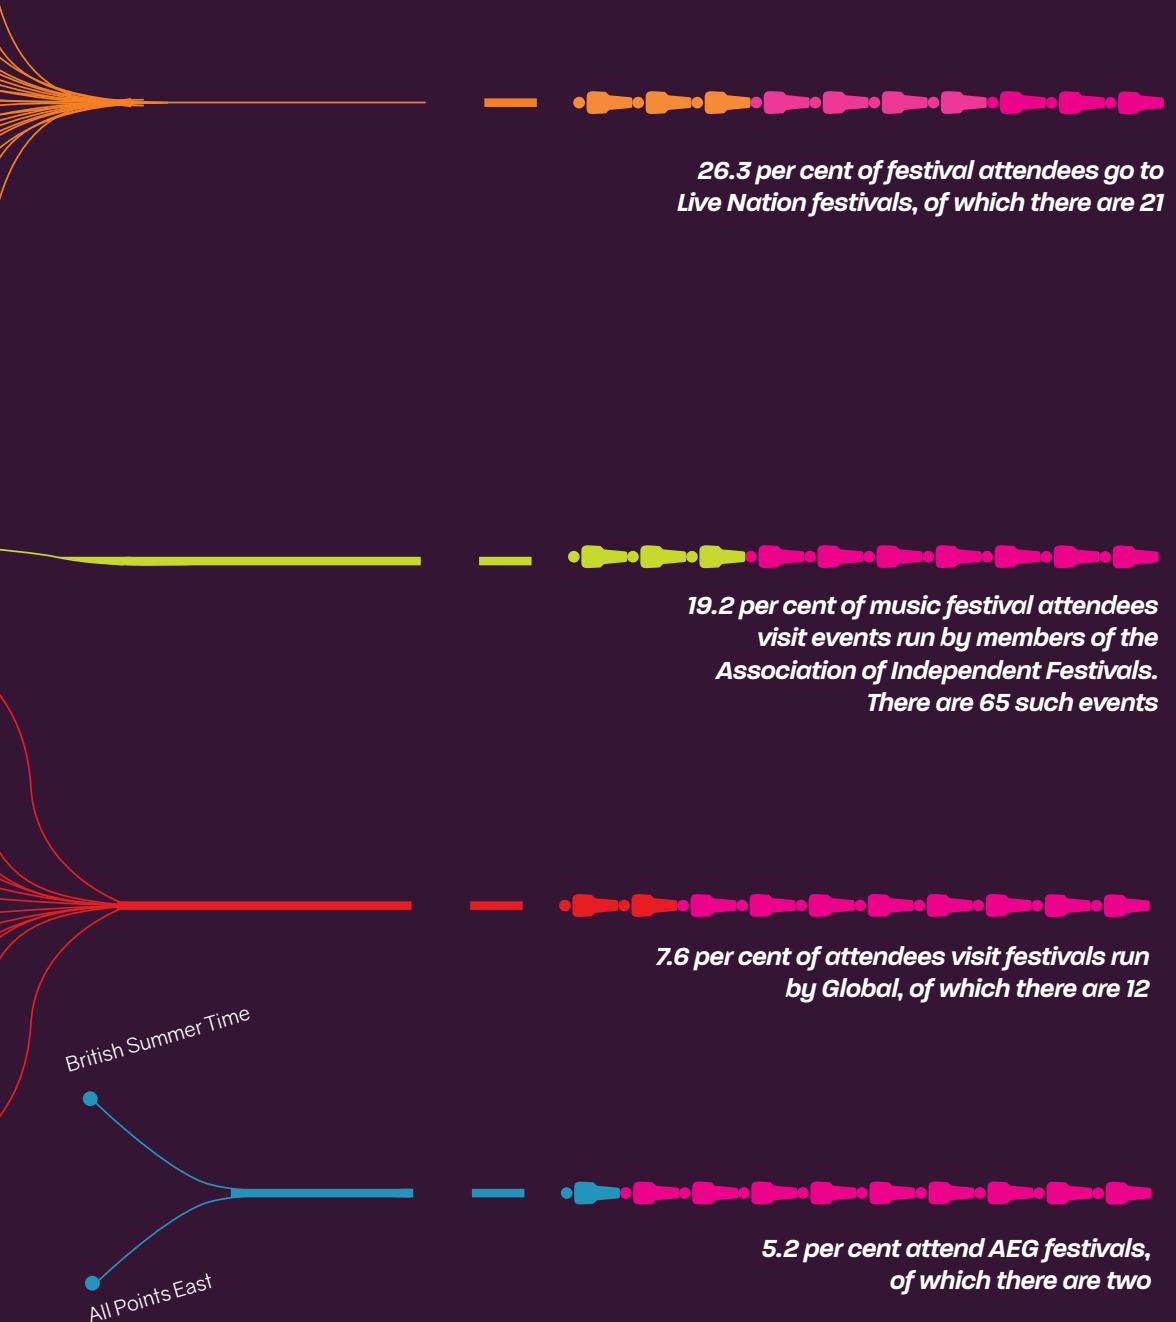 26.3 per cent of festival attendees go to
Live Nation festivals, of which there are 21
19.2 per cent of music festival attendees
visit events run by members of the
Association of Independent Festivals.
There are 65 such events
7.6 per cent of attendees visit festivals run
by Global, of which there are 12
British Summer Time
5.2 per cent attend AEG festivals,
of which there are two
All Points East